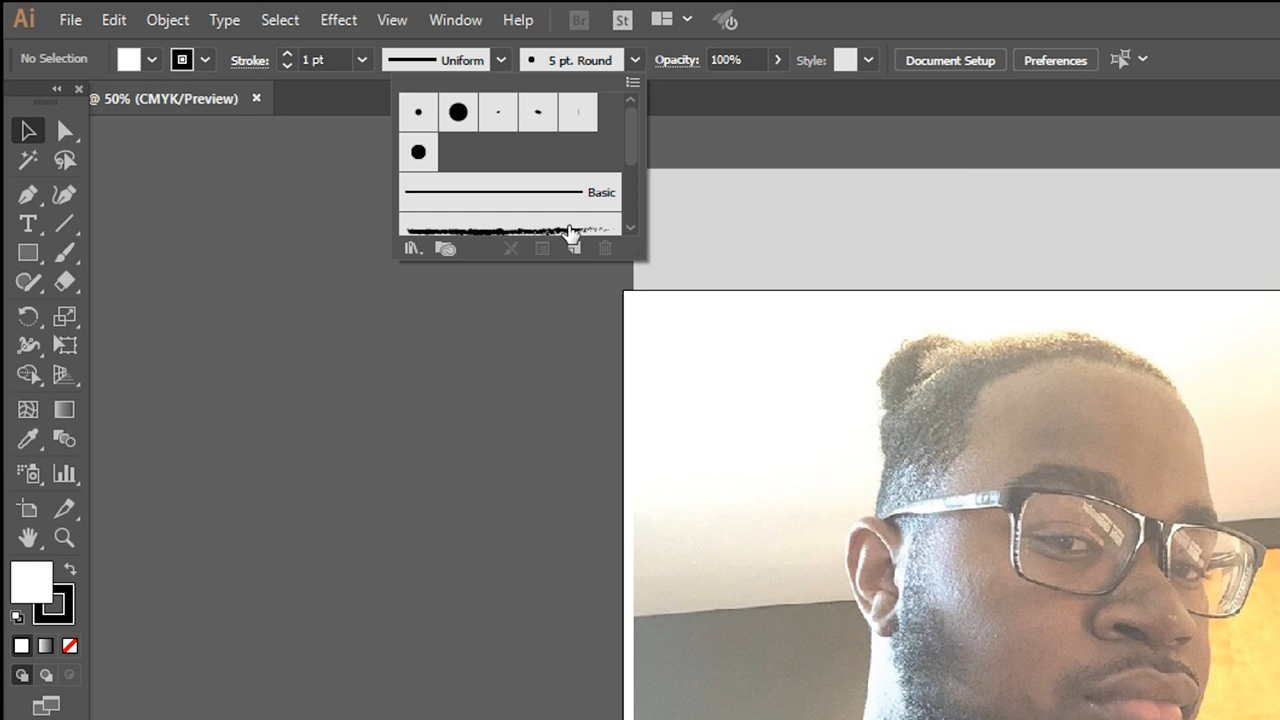 Ai File Edit Object Type Select Effect View Window Help Br St
No Selection Stroke: 1 pt Uniform 5 pt. Round Opacity: 100% Style: Document Setup Preferences
@ 50% (CMYK/Preview)
Basic